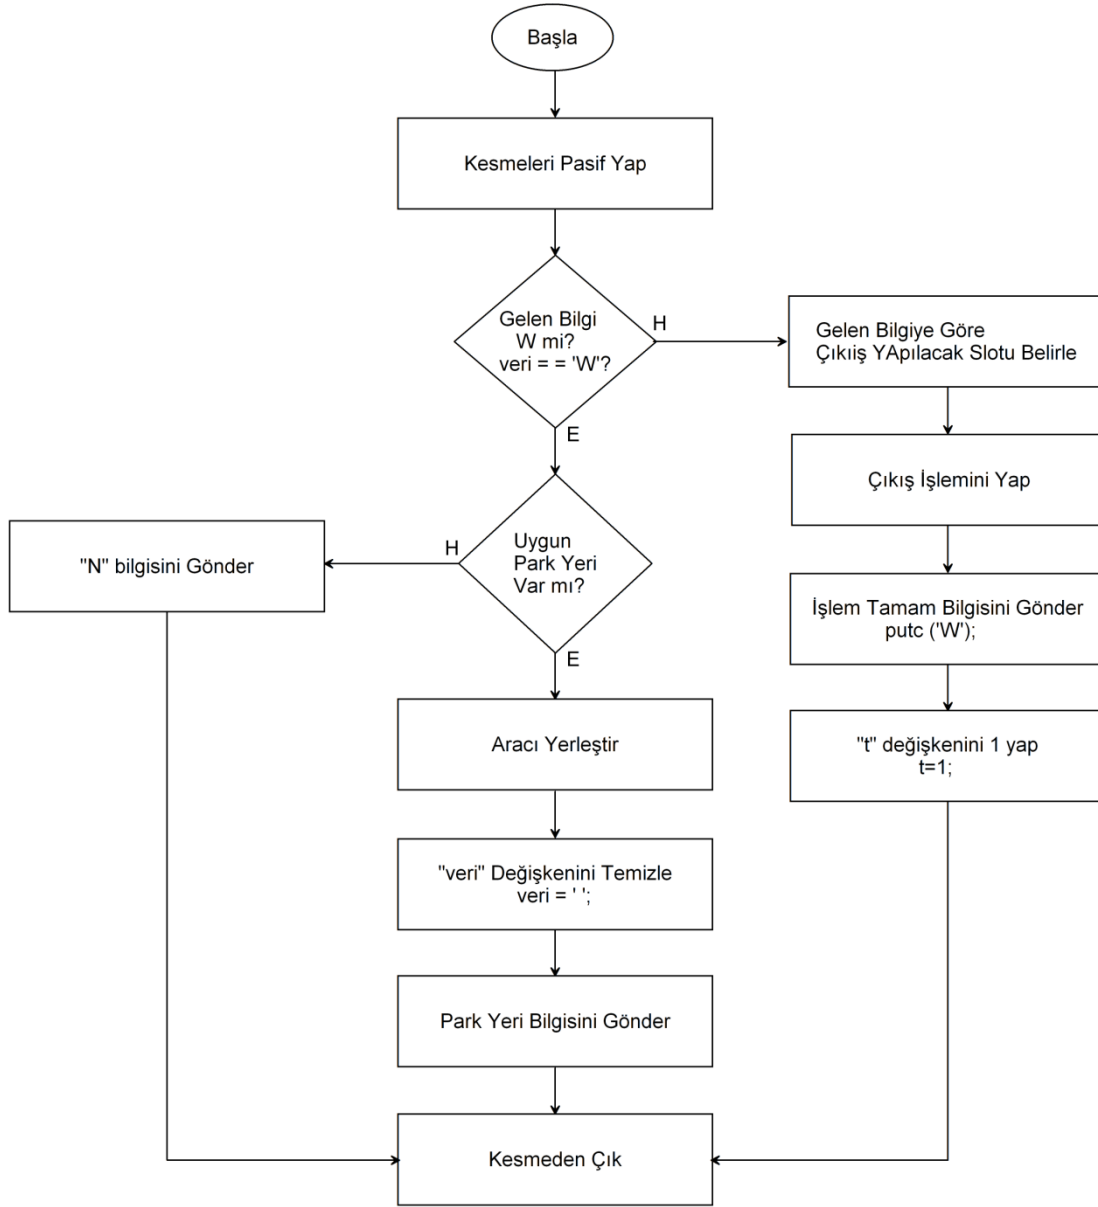 Başla
Kesmeleri Pasif Yap
Gelen Bilgi
W mi?
veri = = 'W'?
H
Gelen Bilgiye Göre
Çıkıiş YApılacak Slotu Belirle
E
Çıkış İşlemini Yap
"N" bilgisini Gönder
H
Uygun
Park Yeri
Var mı?
İşlem Tamam Bilgisini Gönder
putc ('W');
E
Aracı Yerleştir
"t" değişkenini 1 yap
t=1;
"veri" Değişkenini Temizle
veri = ' ';
Park Yeri Bilgisini Gönder
Kesmeden Çık